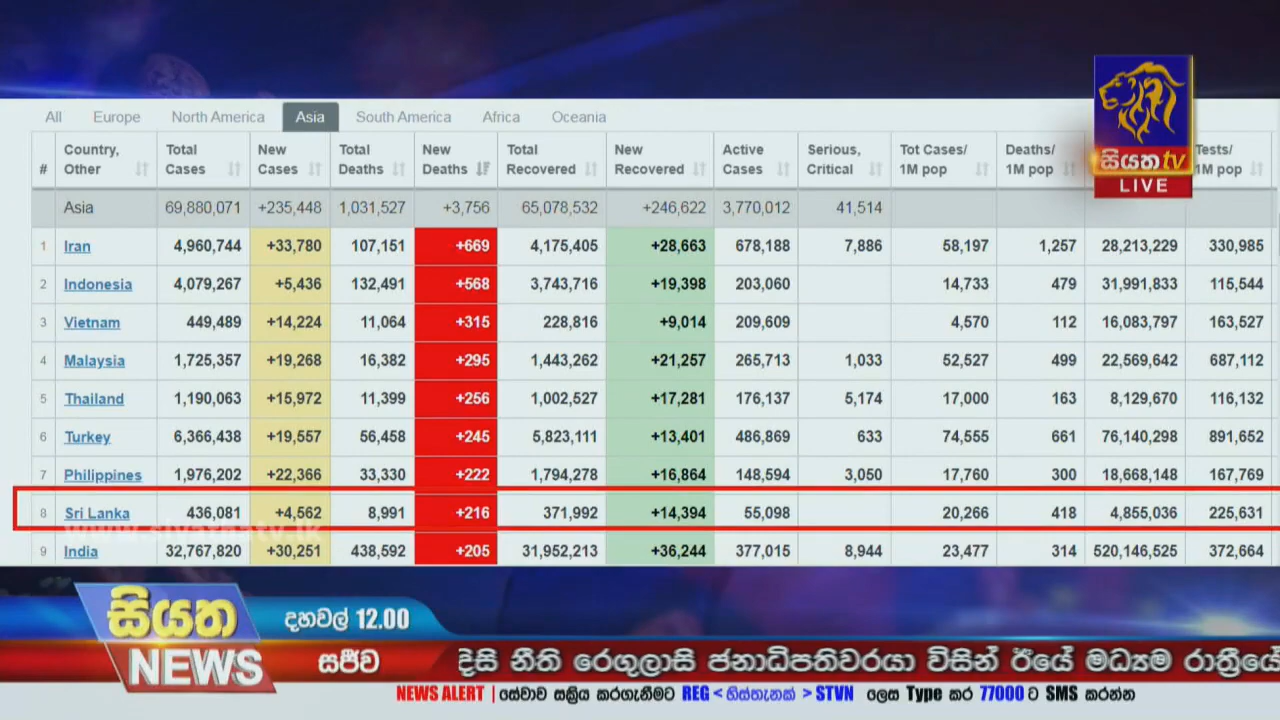 All Europe North America Asia South America Africa Oceania
# Country, Other Total Cases New Cases Total Deaths New Deaths Total Recovered New Recovered Active Cases Serious, Critical Tot Cases/ 1M pop Deaths/ 1M pop Tests/ 1M pop
Asia 69,880,071 +235,448 1,031,527 +3,756 65,078,532 +246,622 3,770,012 41,514
1 Iran 4,960,744 +33,780 107,151 +669 4,175,405 +28,663 678,188 7,886 58,197 1,257 28,213,229 330,985
2 Indonesia 4,079,267 +5,436 132,491 +568 3,743,716 +19,398 203,060 14,733 479 31,991,833 115,544
3 Vietnam 449,489 +14,224 11,064 +315 228,816 +9,014 209,609 4,570 112 16,083,797 163,527
4 Malaysia 1,725,357 +19,268 16,382 +295 1,443,262 +21,257 265,713 1,033 52,527 499 22,569,642 687,112
5 Thailand 1,190,063 +15,972 11,399 +256 1,002,527 +17,281 176,137 5,174 17,000 163 8,129,670 116,132
6 Turkey 6,366,438 +19,557 56,458 +245 5,823,111 +13,401 486,869 633 74,555 661 76,140,298 891,652
7 Philippines 1,976,202 +22,366 33,330 +222 1,794,278 +16,864 148,594 3,050 17,760 300 18,668,148 167,769
8 Sri Lanka 436,081 +4,562 8,991 +216 371,992 +14,394 55,098 20,266 418 4,855,036 225,631
www.siyathatv.lk
9 India 32,767,820 +30,251 438,592 +205 31,952,213 +36,244 377,015 8,944 23,477 314 520,146,525 372,664
සියත tv
LIVE
සියත
NEWS
දහවල් 12.00
සජීව
දිසි නීති රෙගුලාසි ජනාධිපතිවරයා විසින් ඊයේ මධ්‍යම රාත්‍රියේ
NEWS ALERT | සේවාව සක්‍රිය කරගැනීමට REG < හිස්තැනක් > STVN ලෙස Type කර 77000 ට SMS කරන්න